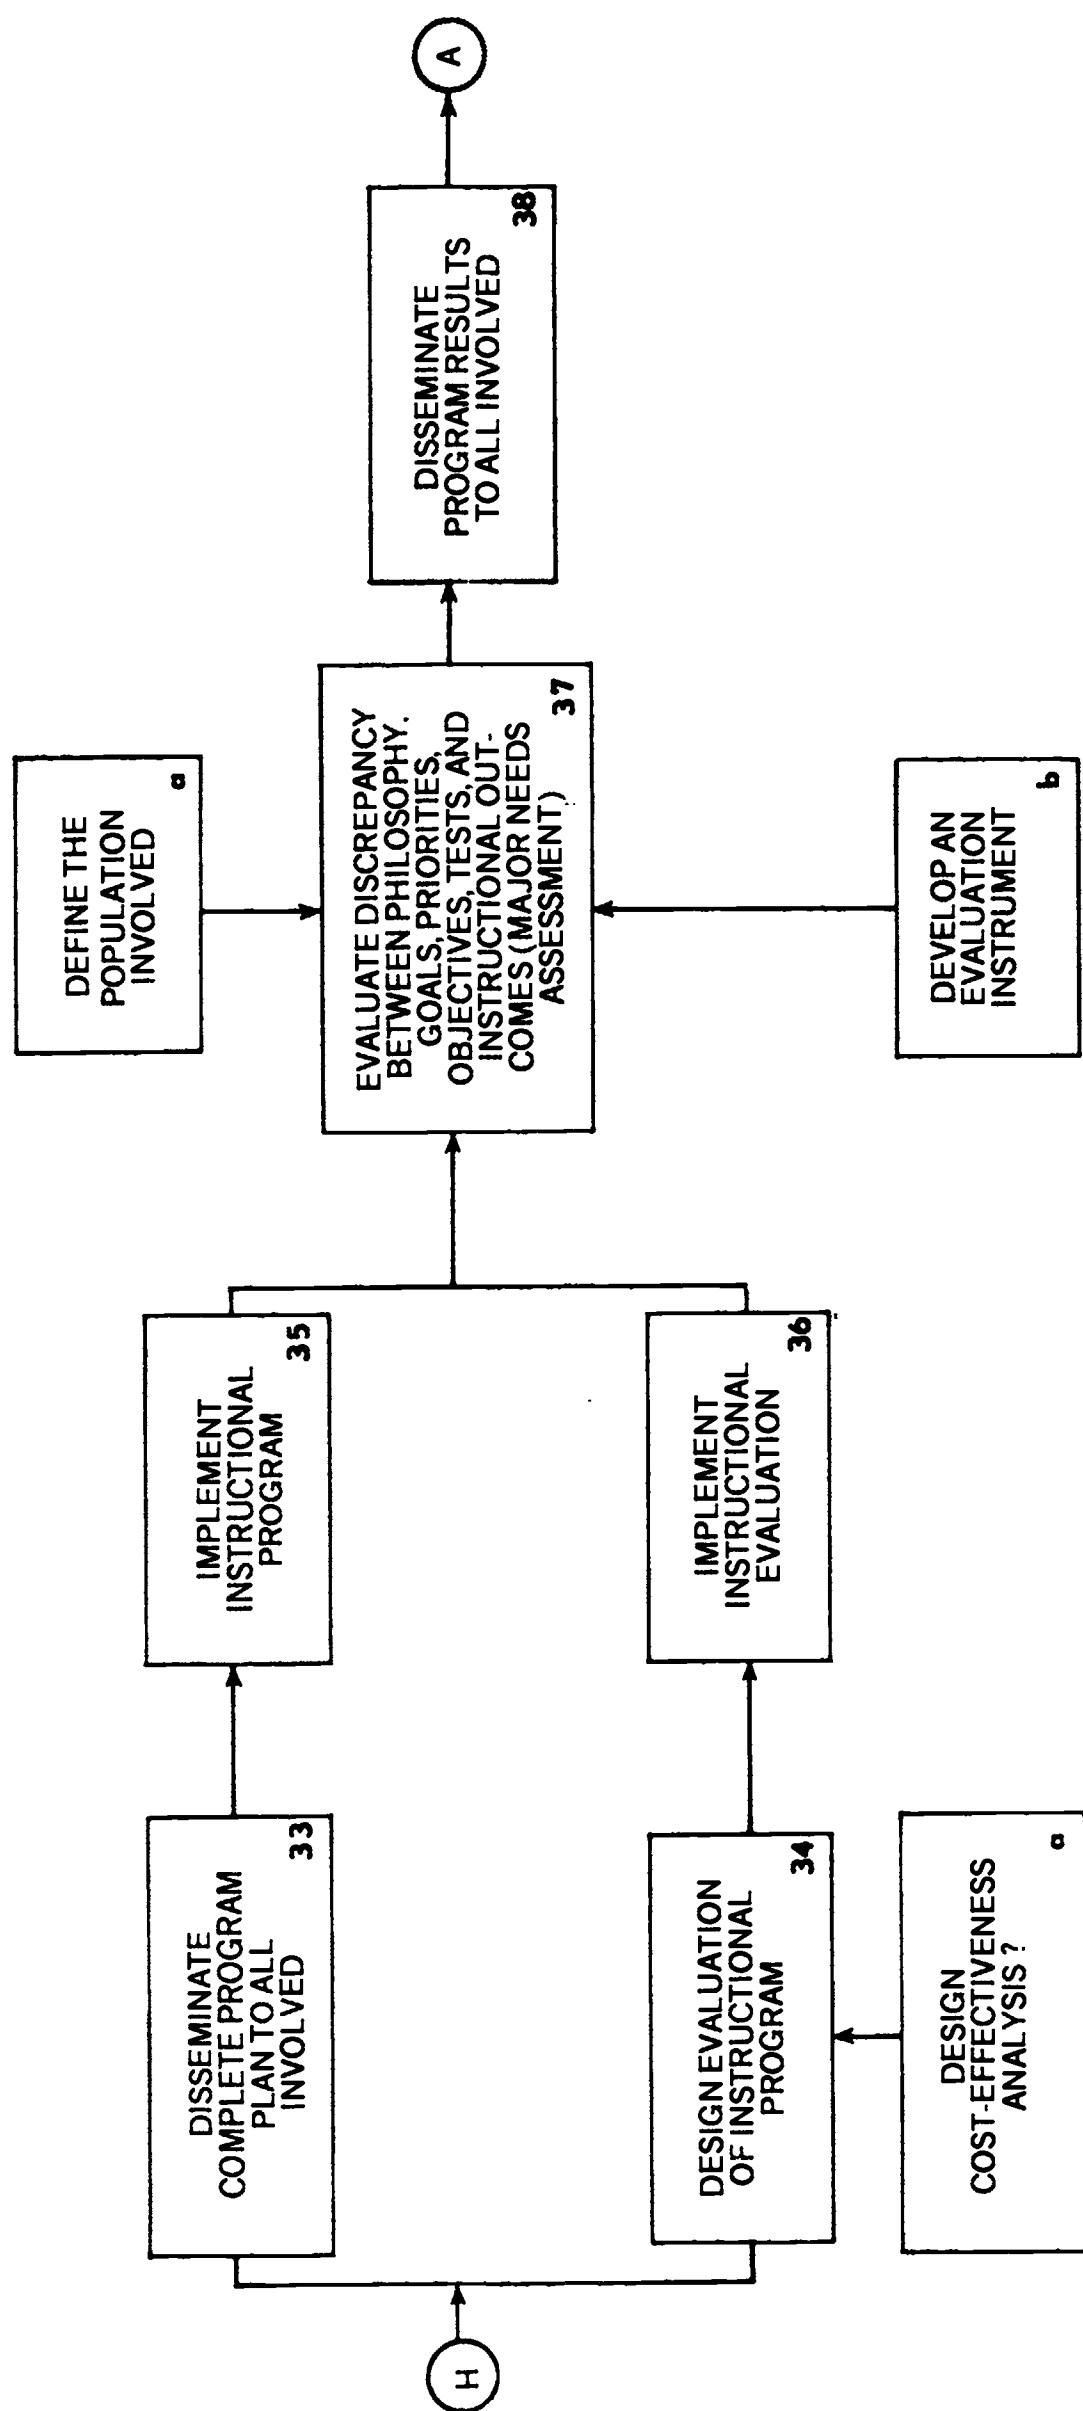 H
DISSEMINATE
COMPLETE PROGRAM
PLAN TO ALL
INVOLVED
33
DESIGN EVALUATION
OF INSTRUCTIONAL
PROGRAM
34
DESIGN
COST-EFFECTIVENESS
ANALYSIS?
a
IMPLEMENT
INSTRUCTIONAL
PROGRAM
35
IMPLEMENT
INSTRUCTIONAL
EVALUATION
36
DEFINE THE
POPULATION
INVOLVED
a
EVALUATE DISCREPANCY
BETWEEN PHILOSOPHY.
GOALS, PRIORITIES,
OBJECTIVES, TESTS, AND
INSTRUCTIONAL OUT-
COMES (MAJOR NEEDS
ASSESSMENT)
37
DEVELOP AN
EVALUATION
INSTRUMENT
b
DISSEMINATE
PROGRAM RESULTS
TO ALL INVOLVED
38
A